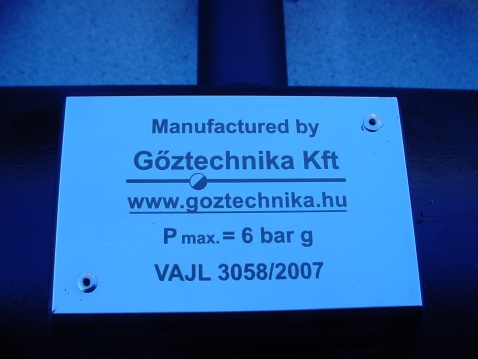 Manufactured by
Gőztechnika Kft
www.goztechnika.hu
P max. = 6 bar g
VAJL 3058/2007